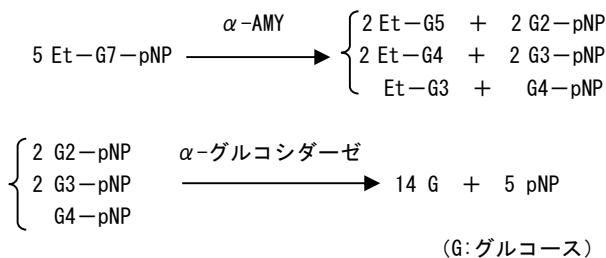 α-AMY
5 Et－G7－pNP
2 Et－G5 ＋ 2 G2－pNP
2 Et－G4 ＋ 2 G3－pNP
Et－G3 ＋ G4－pNP
2 G2－pNP
2 G3－pNP
G4－pNP
α-グルコシダーゼ
14 G ＋ 5 pNP
(G:グルコース)